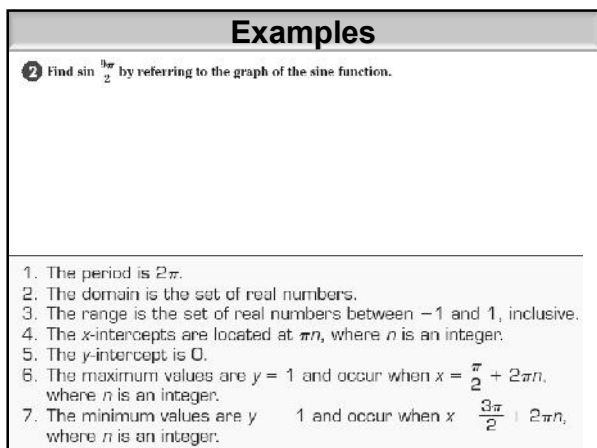 Examples
2 Find sin 9π/2 by referring to the graph of the sine function.
1. The period is 2π.
2. The domain is the set of real numbers.
3. The range is the set of real numbers between −1 and 1, inclusive.
4. The x-intercepts are located at πn, where n is an integer.
5. The y-intercept is 0.
6. The maximum values are y = 1 and occur when x = π/2 + 2πn,
where n is an integer.
7. The minimum values are y 1 and occur when x 3π/2 + 2πn,
where n is an integer.